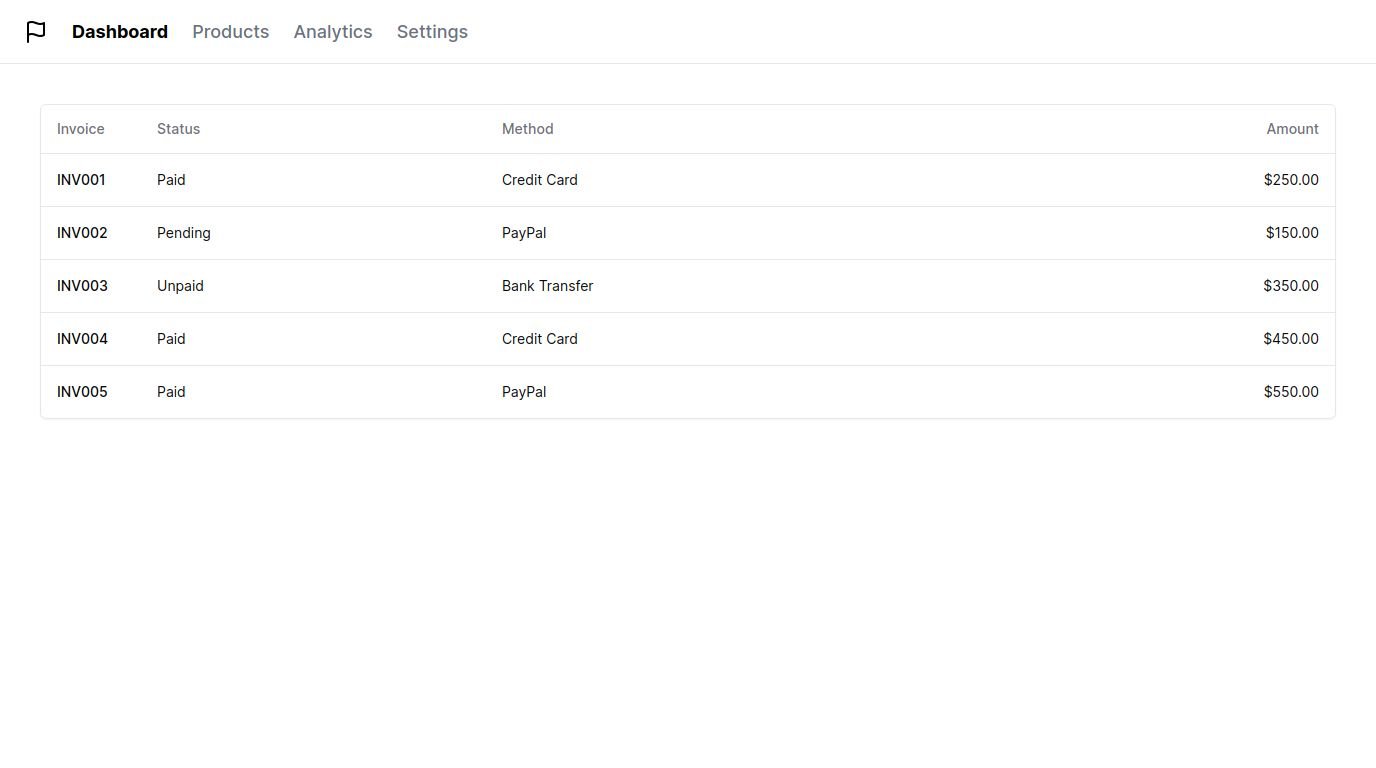 Dashboard Products Analytics Settings
Invoice Status Method Amount
INV001 Paid Credit Card $250.00
INV002 Pending PayPal $150.00
INV003 Unpaid Bank Transfer $350.00
INV004 Paid Credit Card $450.00
INV005 Paid PayPal $550.00